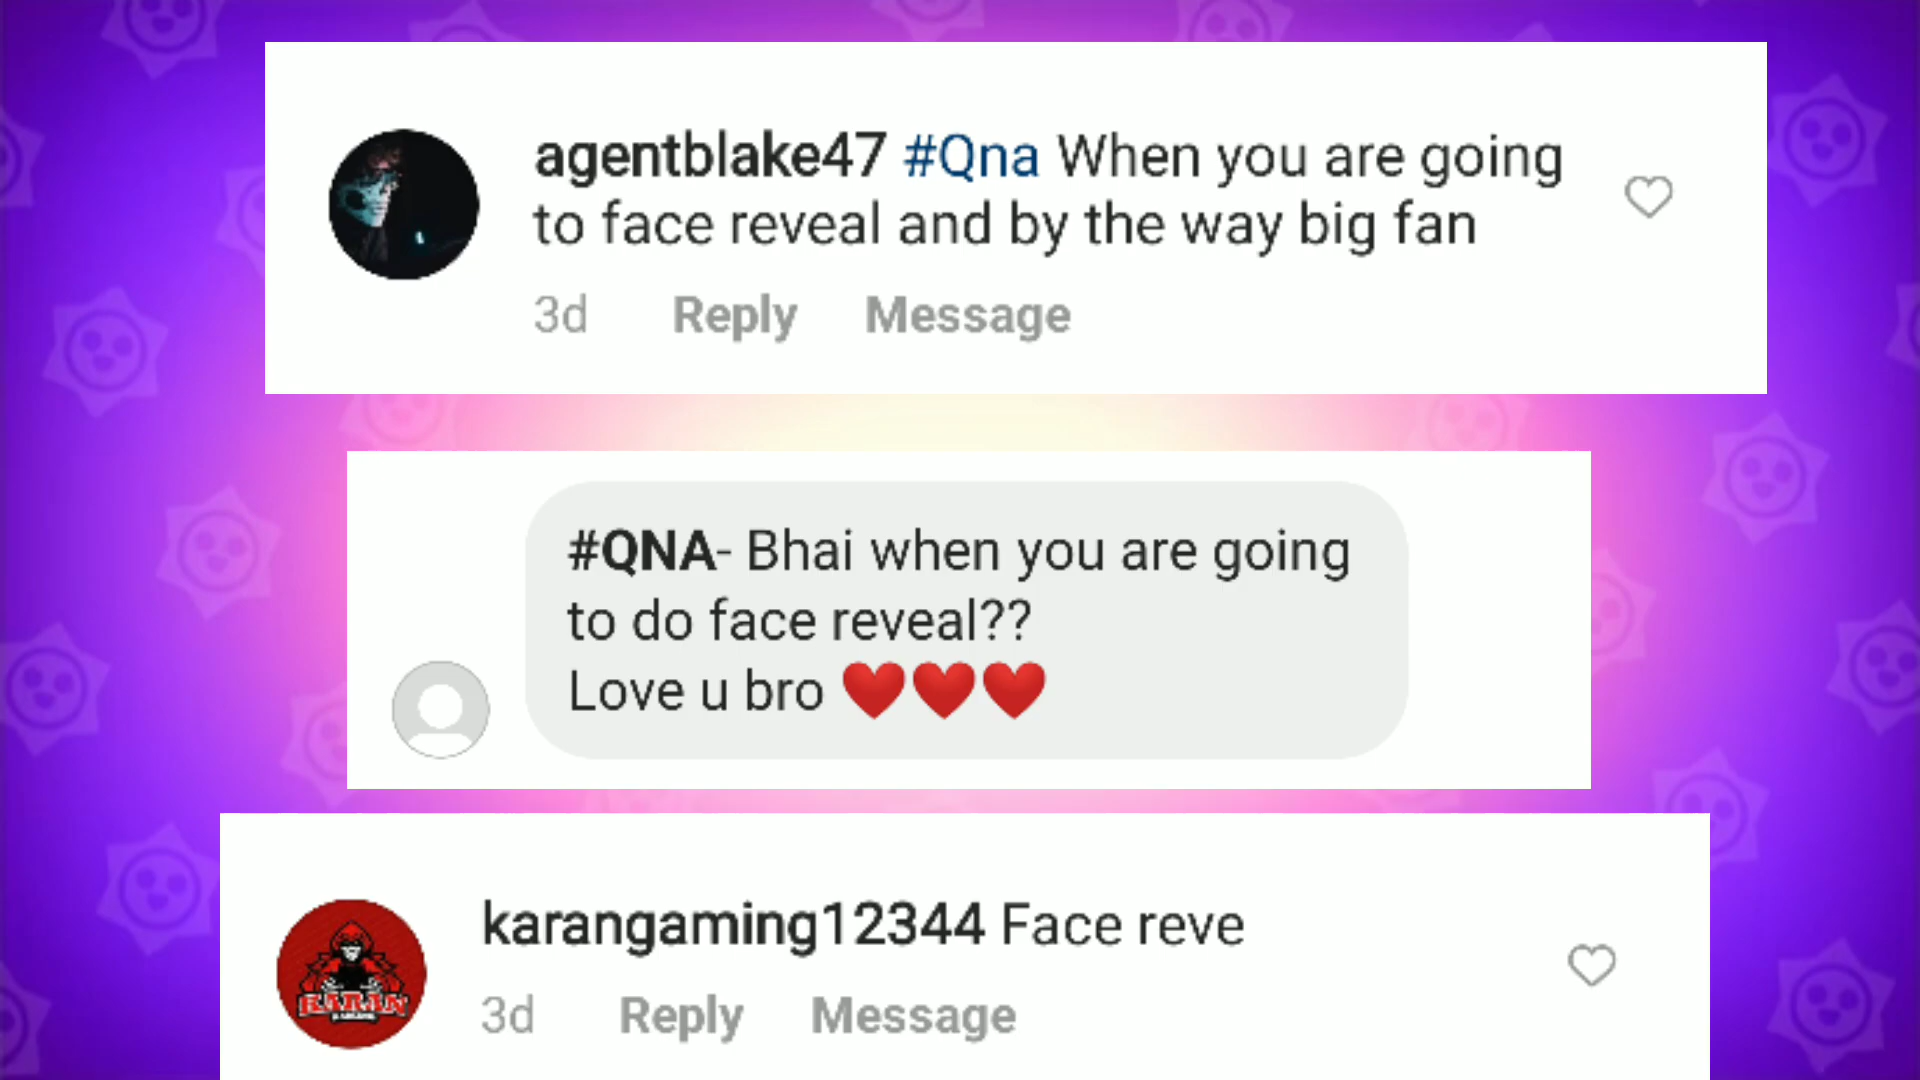 agentblake47 #Qna When you are going
to face reveal and by the way big fan
3d Reply Message
#QNA- Bhai when you are going
to do face reveal??
Love u bro ❤️❤️❤️
karangaming12344 Face reve
KARAN
3d Reply Message